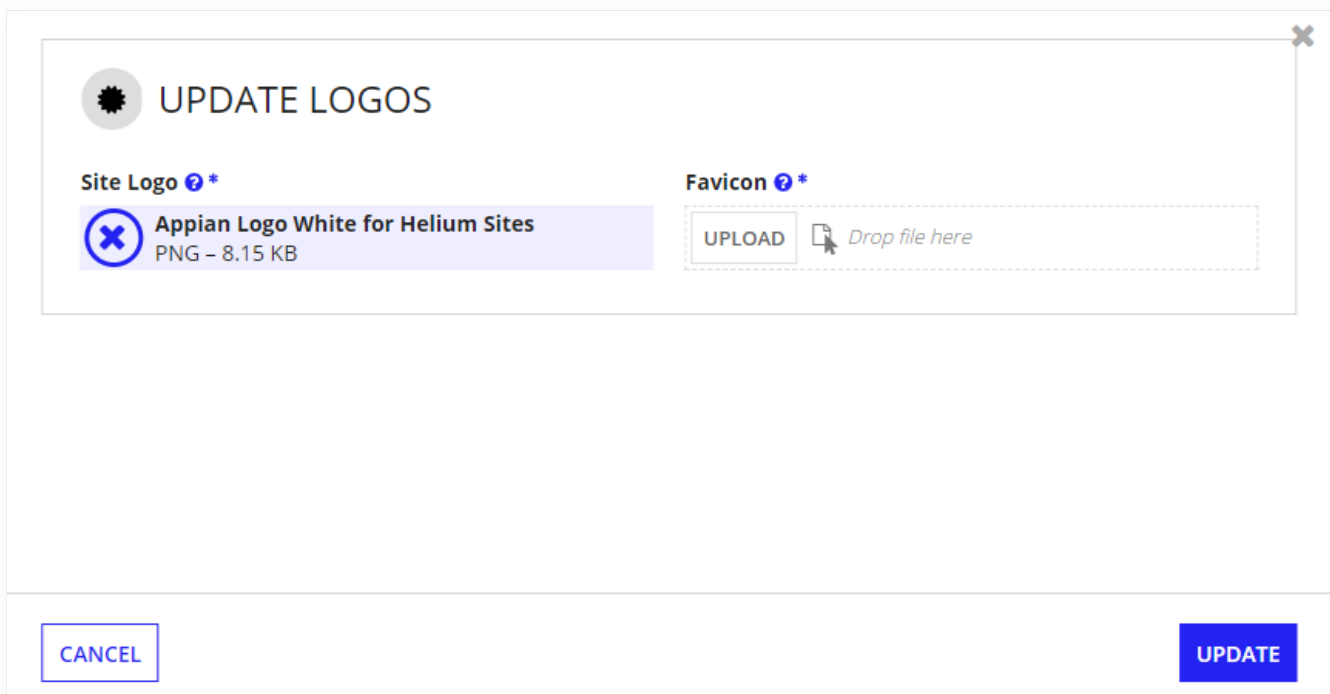 UPDATE LOGOS
Site Logo ? *
Favicon ? *
Appian Logo White for Helium Sites
PNG – 8.15 KB
UPLOAD
Drop file here
CANCEL
UPDATE